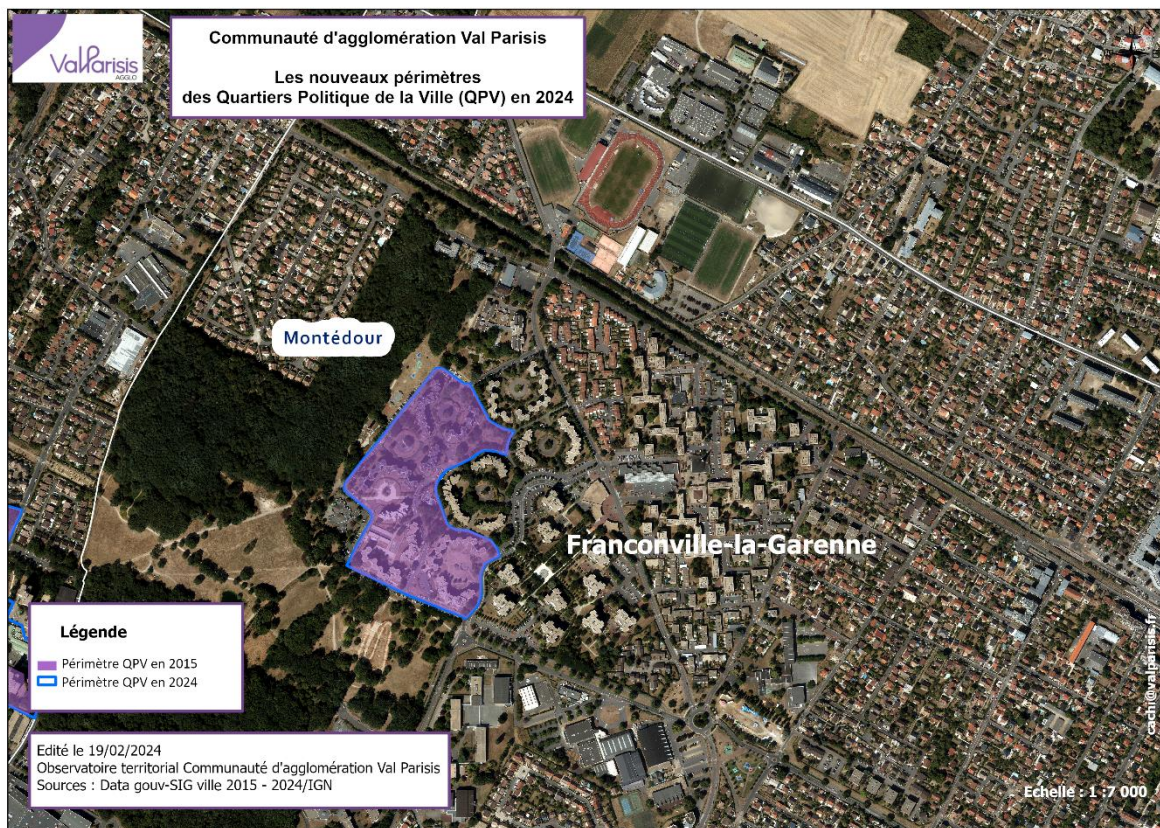 Val Parisis
AGGLO
Communauté d'agglomération Val Parisis
Les nouveaux périmètres
des Quartiers Politique de la Ville (QPV) en 2024
Montédour
Franconville-la-Garenne
Légende
Périmètre QPV en 2015
Périmètre QPV en 2024
Edité le 19/02/2024
Observatoire territorial Communauté d'agglomération Val Parisis
Sources : Data gouv-SIG ville 2015 - 2024/IGN
cachi@valparisis.fr
Echelle : 1 :7 000